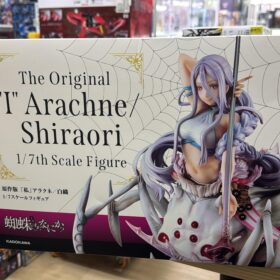 The Original
"I" Arachne/
Shiraori
1/7th Scale Figure
原作版「私」アラクネ/白織
1/7スケールフィギュア
蜘蛛ですがなにか?
KADOKAWA